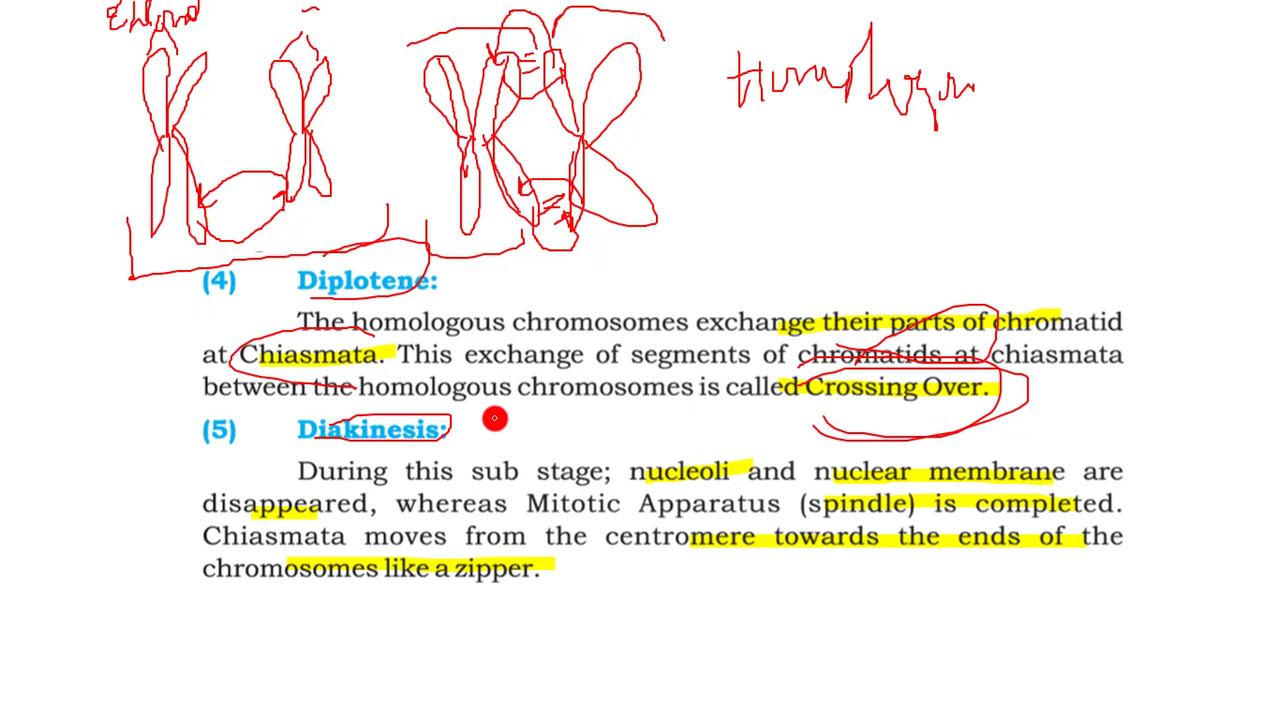 (4) Diplotene:
The homologous chromosomes exchange their parts of chromatid
at Chiasmata. This exchange of segments of chromatids at chiasmata
between the homologous chromosomes is called Crossing Over.
(5) Diakinesis:
During this sub stage; nucleoli and nuclear membrane are
disappeared, whereas Mitotic Apparatus (spindle) is completed.
Chiasmata moves from the centromere towards the ends of the
chromosomes like a zipper.